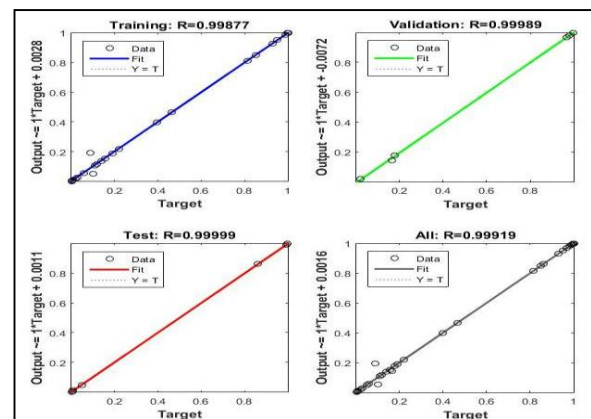 Training: R=0.99877
Output ~= 1*Target + 0.0028
1
0.8
0.6
0.4
0.2
Data
Fit
Y = T
0.2 0.4 0.6 0.8 1
Target
Validation: R=0.99989
Output ~= 1*Target + -0.0072
1
0.8
0.6
0.4
0.2
Data
Fit
Y = T
0.2 0.4 0.6 0.8 1
Target
Test: R=0.99999
Output ~= 1*Target + 0.0011
0.8
0.6
0.4
0.2
Data
Fit
Y = T
0.2 0.4 0.6 0.8
Target
All: R=0.99919
Output ~= 1*Target + 0.0016
1
0.8
0.6
0.4
0.2
Data
Fit
Y = T
0.2 0.4 0.6 0.8 1
Target